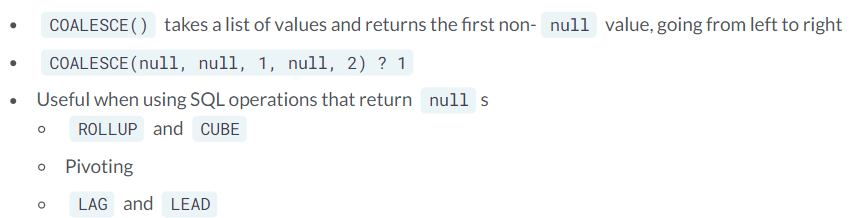 COALESCE() takes a list of values and returns the first non- null value, going from left to right
COALESCE(null, null, 1, null, 2) ? 1
Useful when using SQL operations that return null s
ROLLUP and CUBE
Pivoting
LAG and LEAD